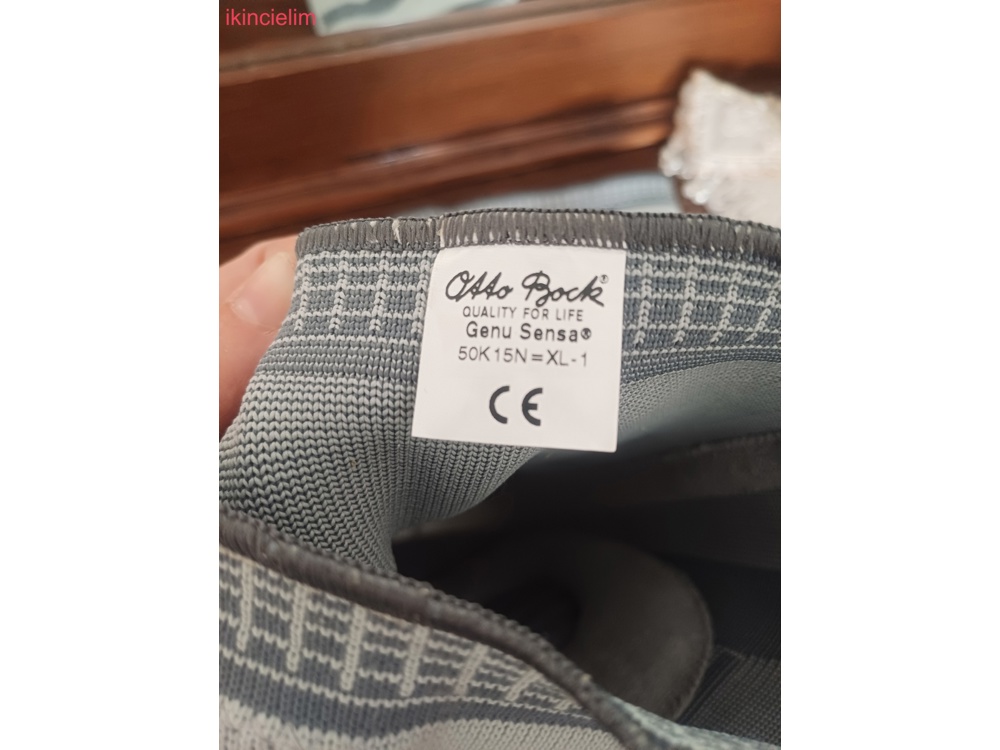 ikincielim
Otto Bock®
QUALITY FOR LIFE
Genu Sensa®
50K15N=XL-1
CE